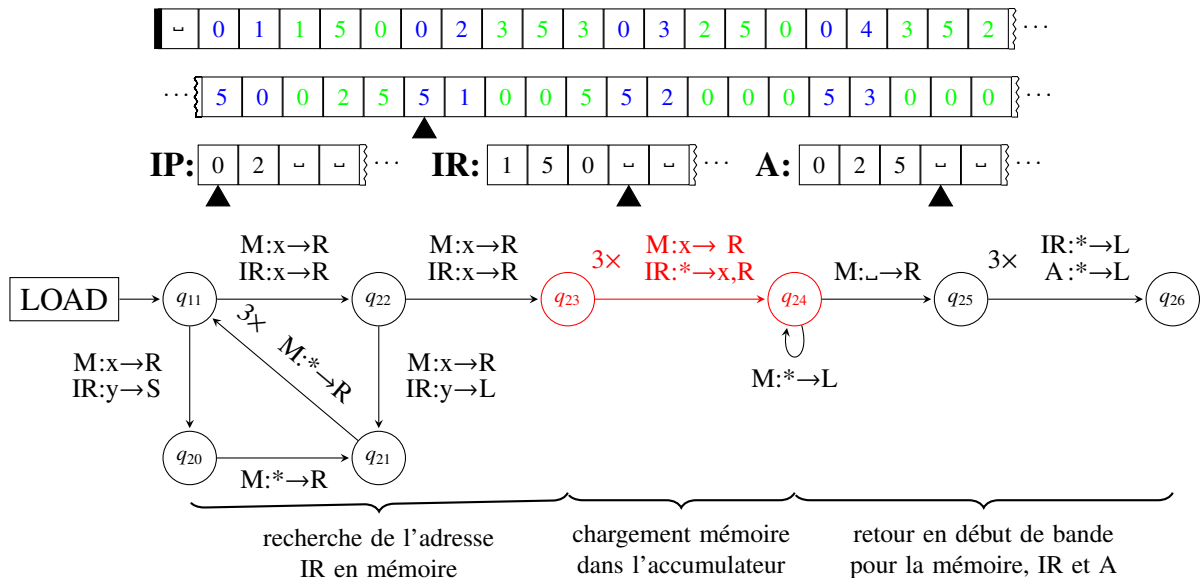 ␣ 0 1 1 5 0 0 2 3 5 3 0 3 2 5 0 0 4 3 5 2 ···
··· 5 0 0 2 5 5 1 0 0 5 5 2 0 0 0 5 3 0 0 0 ···
IP: 0 2 ␣ ␣ ··· IR: 1 5 0 ␣ ␣ ··· A: 0 2 5 ␣ ␣ ···
M:x→R M:x→R 3× M:x→ R IR:*→L
IR:x→R IR:x→R IR:*→x,R M:␣→R 3× A :*→L
LOAD q11 q22 q23 q24 q25 q26
3×
M:*→R
M:x→R M:x→R
IR:y→S IR:y→L
M:*→L
q20 M:*→R q21
recherche de l'adresse chargement mémoire retour en début de bande
IR en mémoire dans l'accumulateur pour la mémoire, IR et A